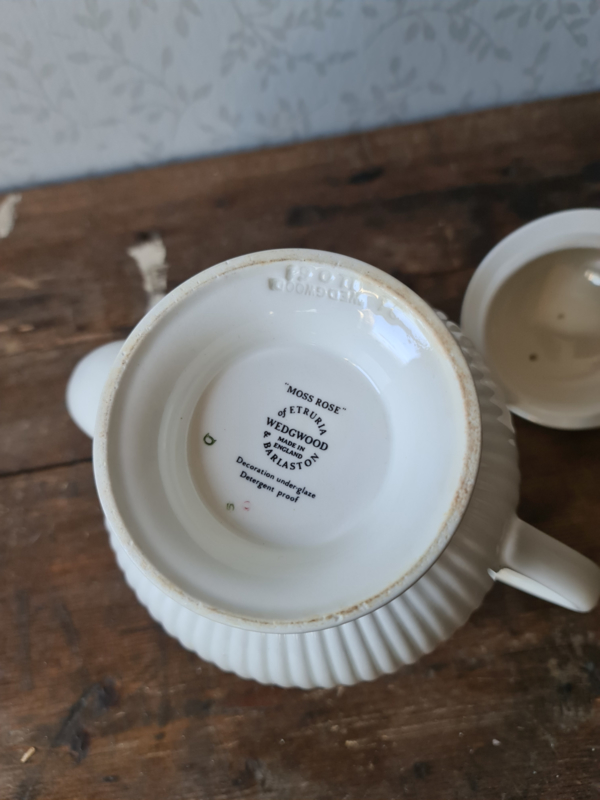 "MOSS ROSE"
of ETRURIA
WEDGWOOD
MADE IN
ENGLAND
& BARLASTON
Decoration under-glaze
Detergent proof